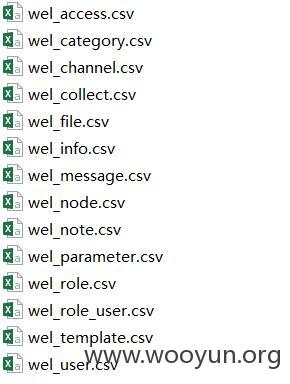 wel_access.csv
wel_category.csv
wel_channel.csv
wel_collect.csv
wel_file.csv
wel_info.csv
wel_message.csv
wel_node.csv
wel_note.csv
wel_parameter.csv
wel_role.csv
wel_role_user.csv
wel_template.csv
wel_user.csv
www.wooyun.org